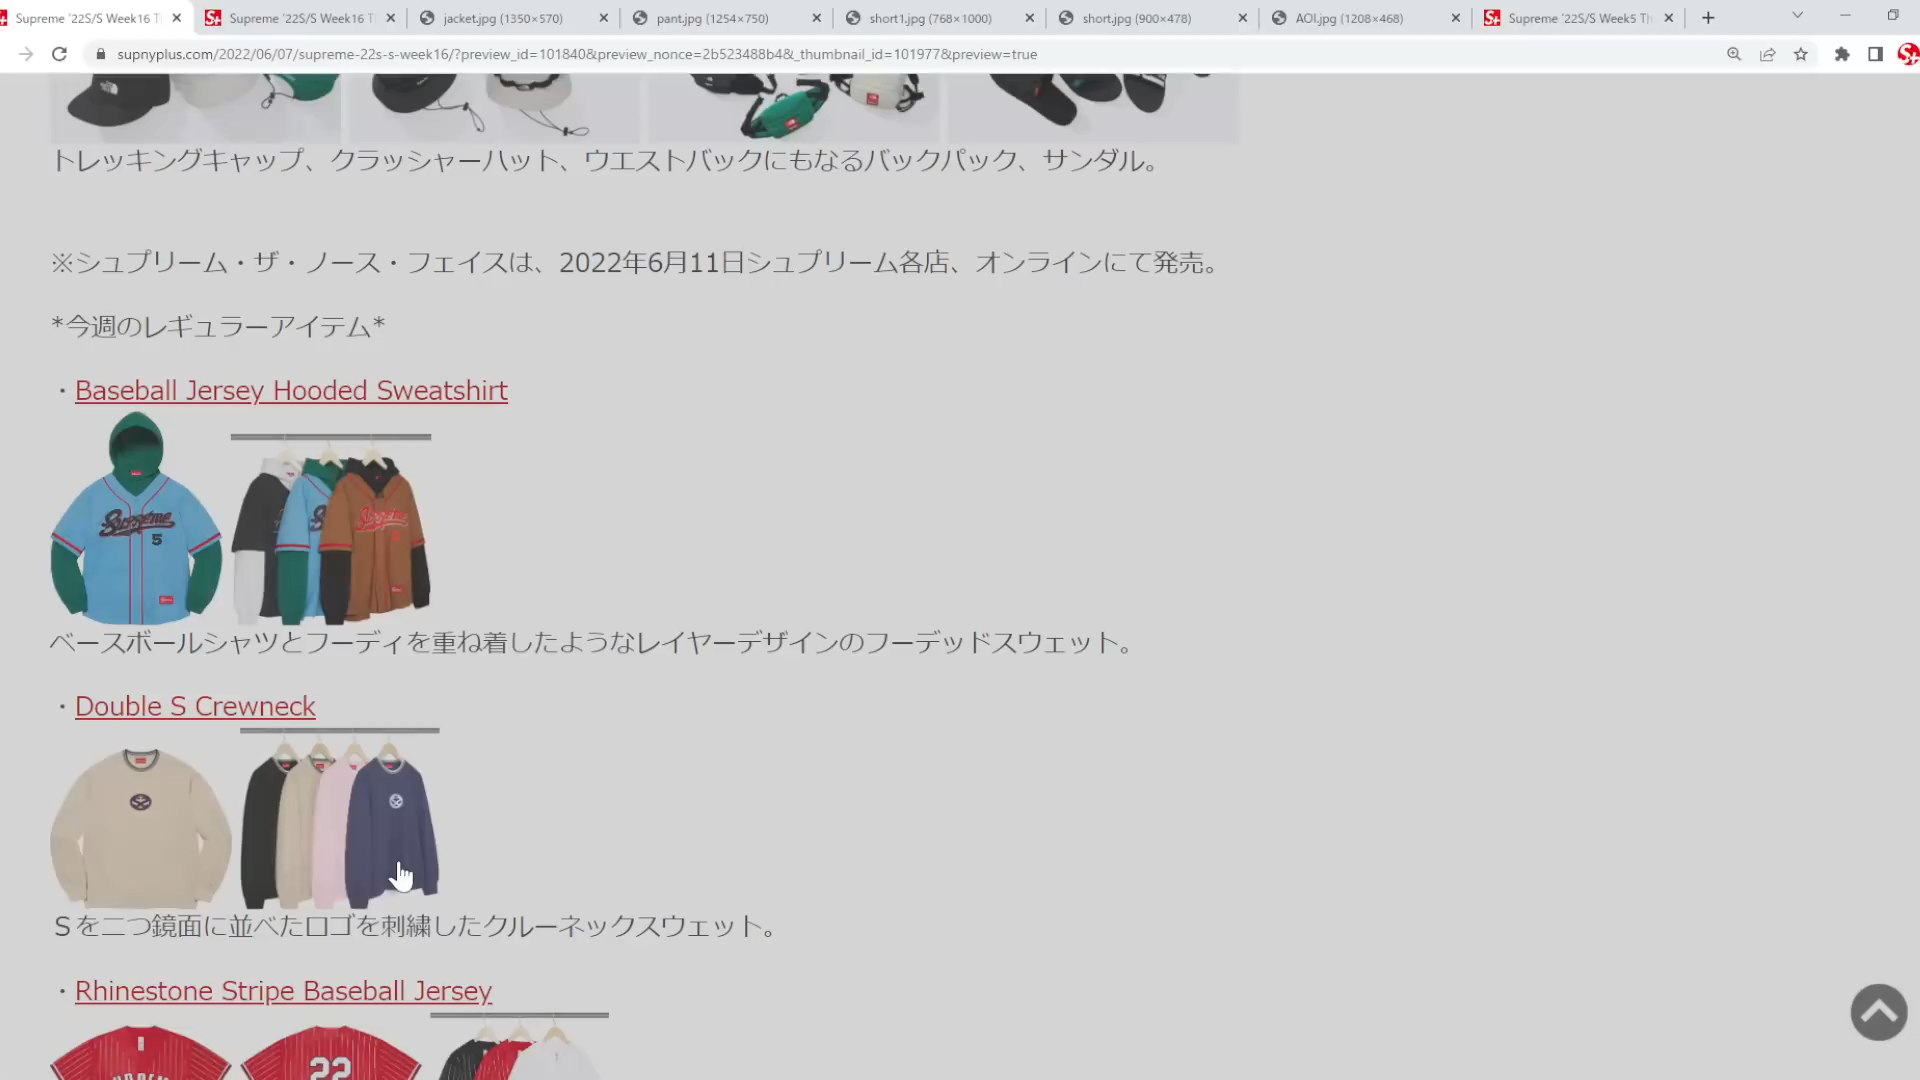 Supreme '22S/S Week16 T
Supreme '22S/S Week16 T
jacket.jpg (1350×570)
pant.jpg (1254×750)
short1.jpg (768×1000)
short.jpg (900×478)
AOI.jpg (1208×468)
Supreme '22S/S Week5 Th
supnyplus.com/2022/06/07/supreme-22s-s-week16/?preview_id=101840&preview_nonce=2b523488b4&_thumbnail_id=101977&preview=true
トレッキングキャップ、クラッシャーハット、ウエストバックにもなるバックパック、サンダル。
※シュプリーム・ザ・ノース・フェイスは、2022年6月11日シュプリーム各店、オンラインにて発売。
*今週のレギュラーアイテム*
・Baseball Jersey Hooded Sweatshirt
Supreme
5
Supreme
ベースボールシャツとフーディを重ね着したようなレイヤーデザインのフーデッドスウェット。
・Double S Crewneck
Ｓを二つ鏡面に並べたロゴを刺繍したクルーネックスウェット。
・Rhinestone Stripe Baseball Jersey
22